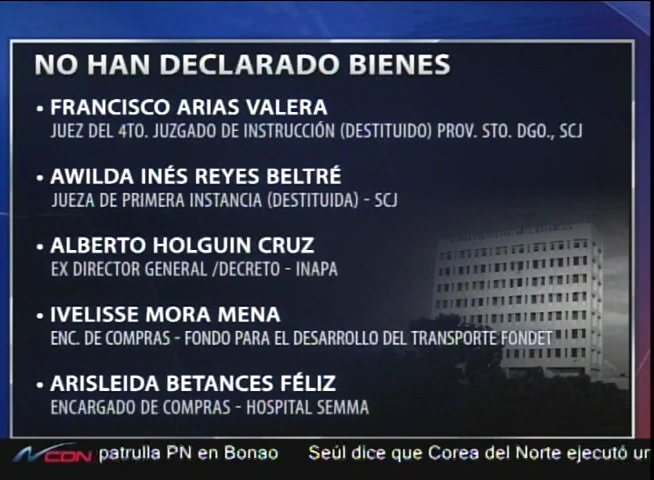 NO HAN DECLARADO BIENES
• FRANCISCO ARIAS VALERA
JUEZ DEL 4TO. JUZGADO DE INSTRUCCIÓN (DESTITUIDO) PROV. STO. DGO., SCJ
• AWILDA INÉS REYES BELTRÉ
JUEZA DE PRIMERA INSTANCIA (DESTITUIDA) - SCJ
• ALBERTO HOLGUIN CRUZ
EX DIRECTOR GENERAL /DECRETO - INAPA
• IVELISSE MORA MENA
ENC. DE COMPRAS - FONDO PARA EL DESARROLLO DEL TRANSPORTE FONDET
• ARISLEIDA BETANCES FÉLIZ
ENCARGADO DE COMPRAS - HOSPITAL SEMMA
CDN patrulla PN en Bonao Seúl dice que Corea del Norte ejecutó ur